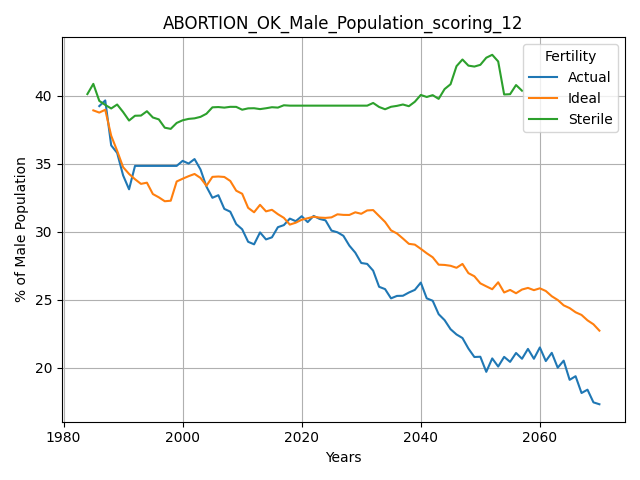 ABORTION_OK_Male_Population_scoring_12
% of Male Population
40
35
30
25
20
1980
2000
2020
2040
2060
Years
Fertility
Actual
Ideal
Sterile